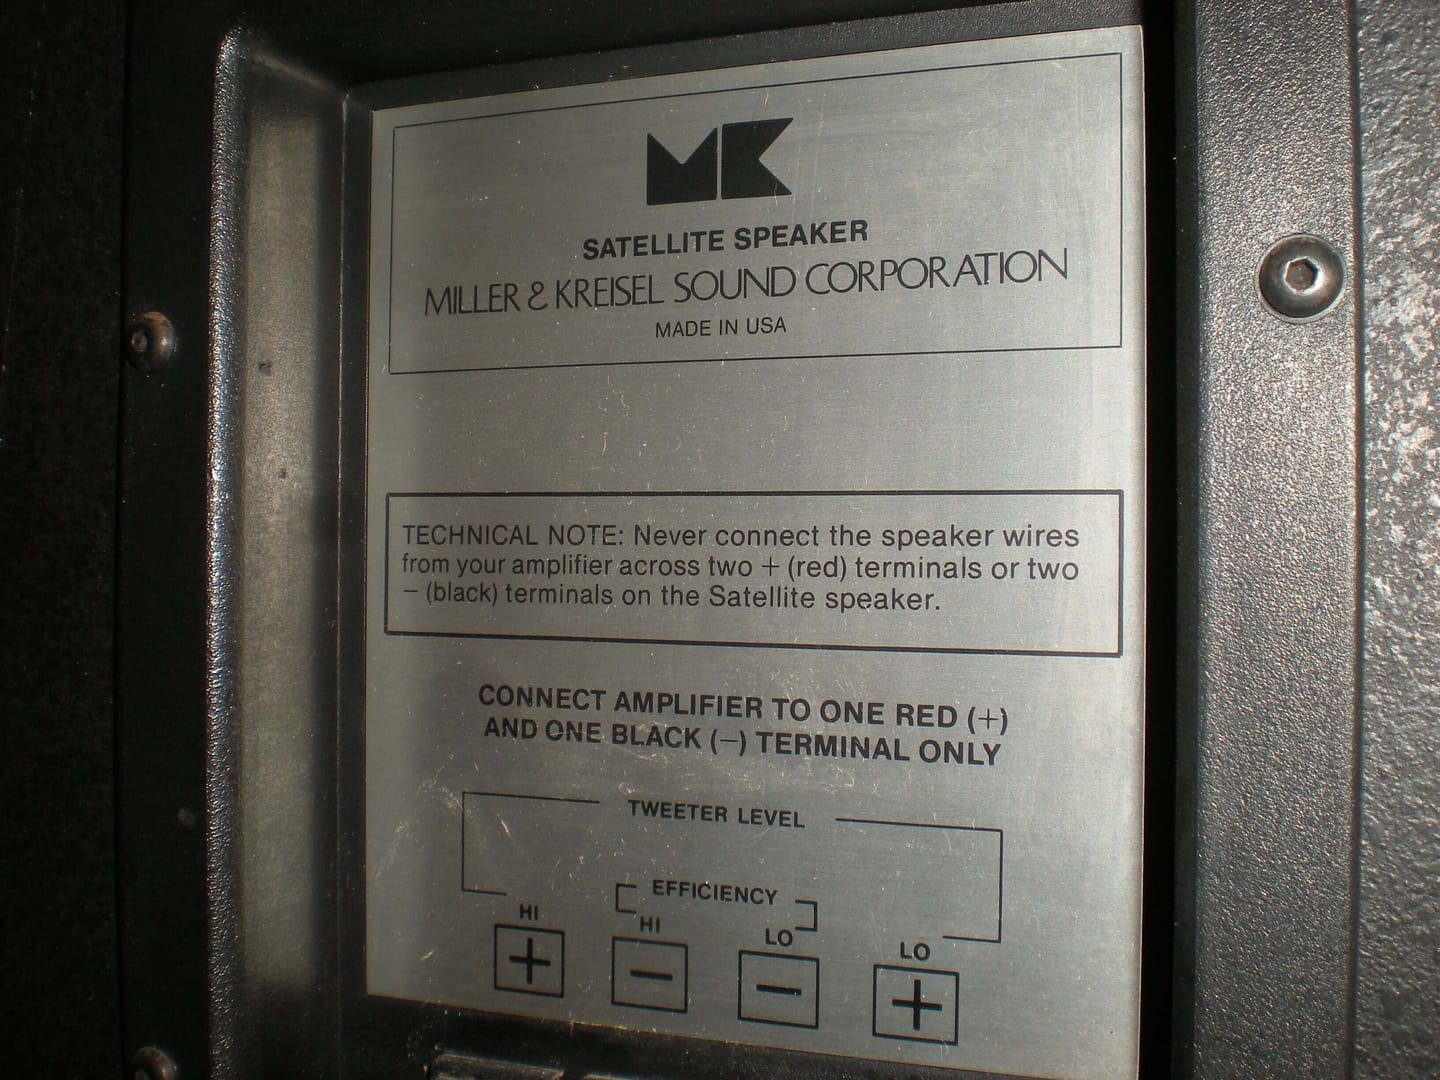 MK
SATELLITE SPEAKER
MILLER & KREISEL SOUND CORPORATION
MADE IN USA
TECHNICAL NOTE: Never connect the speaker wires
from your amplifier across two + (red) terminals or two
– (black) terminals on the Satellite speaker.
CONNECT AMPLIFIER TO ONE RED (+)
AND ONE BLACK (–) TERMINAL ONLY
TWEETER LEVEL
EFFICIENCY
HI HI LO LO
+ – – +